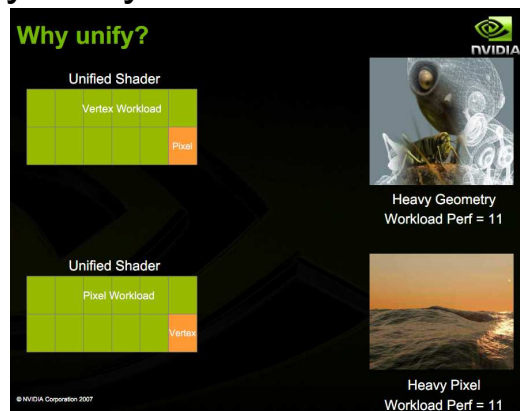 Why unify?
NVIDIA
Unified Shader
Vertex Workload
Pixel
Heavy Geometry
Workload Perf = 11
Unified Shader
Pixel Workload
Vertex
Heavy Pixel
Workload Perf = 11
© NVIDIA Corporation 2007